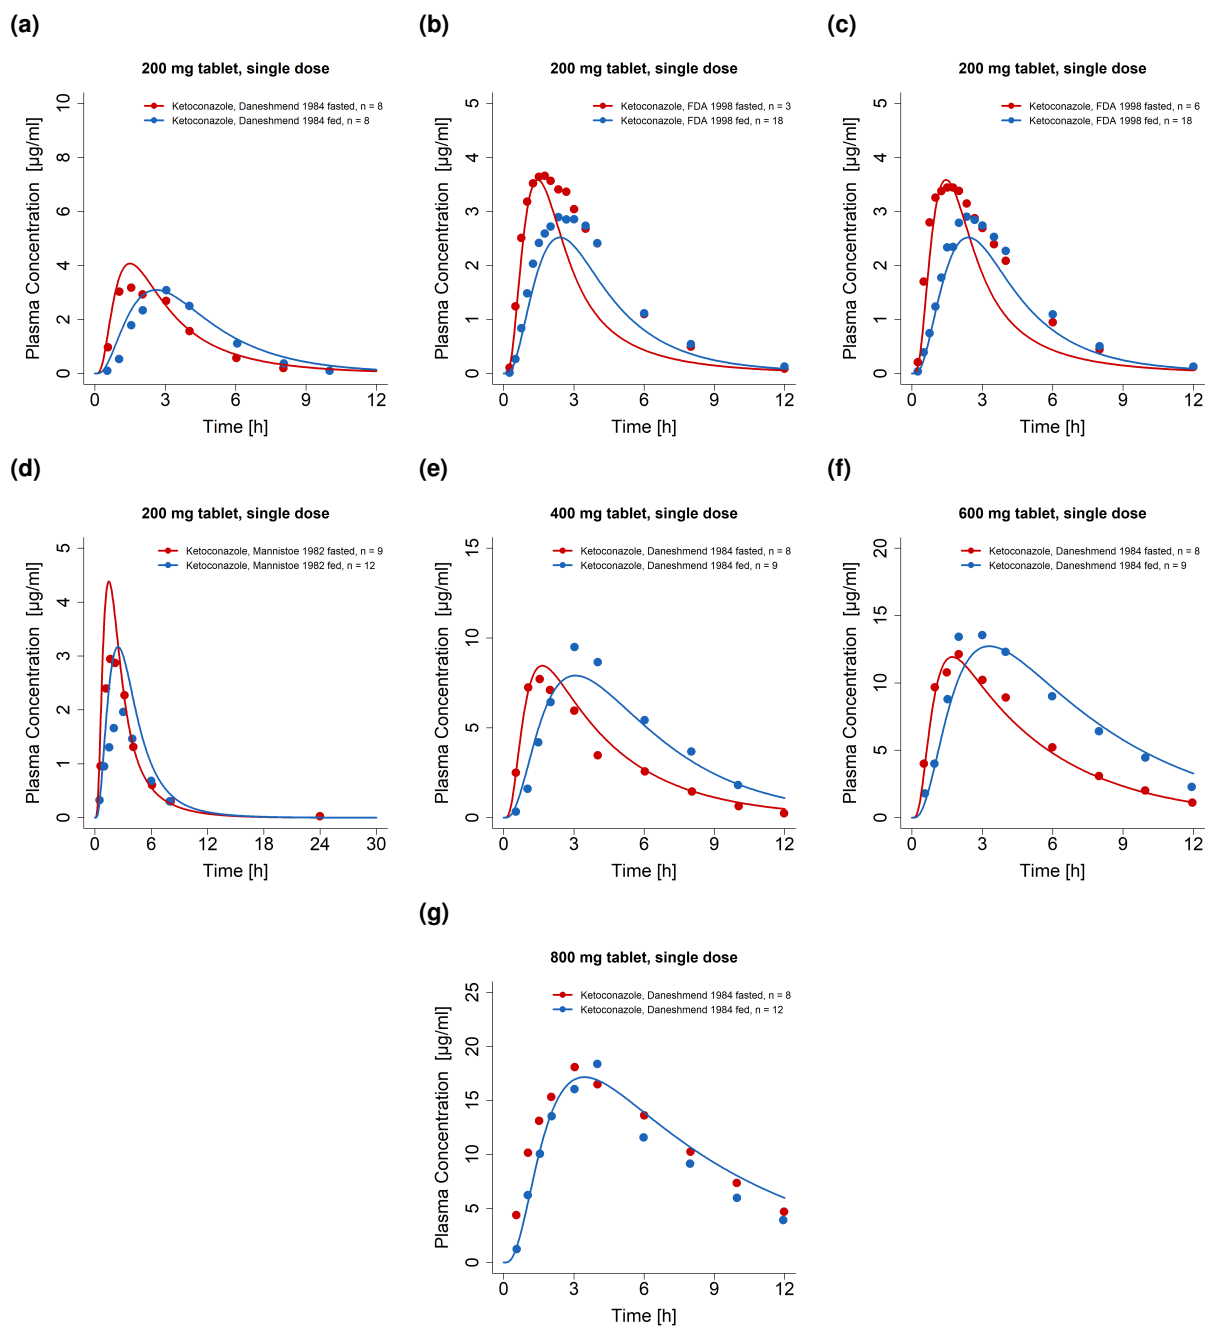 (a)
200 mg tablet, single dose
Ketoconazole, Daneshmend 1984 fasted, n = 8
Ketoconazole, Daneshmend 1984 fed, n = 8
Plasma Concentration [µg/ml]
0 2 4 6 8 10
0 3 6 9 12
Time [h]
(b)
200 mg tablet, single dose
Ketoconazole, FDA 1998 fasted, n = 3
Ketoconazole, FDA 1998 fed, n = 18
Plasma Concentration [µg/ml]
0 1 2 3 4 5
0 3 6 9 12
Time [h]
(c)
200 mg tablet, single dose
Ketoconazole, FDA 1998 fasted, n = 6
Ketoconazole, FDA 1998 fed, n = 18
Plasma Concentration [µg/ml]
0 1 2 3 4 5
0 3 6 9 12
Time [h]
(d)
200 mg tablet, single dose
Ketoconazole, Mannistoe 1982 fasted, n = 9
Ketoconazole, Mannistoe 1982 fed, n = 12
Plasma Concentration [µg/ml]
0 1 2 3 4 5
0 6 12 18 24 30
Time [h]
(e)
400 mg tablet, single dose
Ketoconazole, Daneshmend 1984 fasted, n = 8
Ketoconazole, Daneshmend 1984 fed, n = 9
Plasma Concentration [µg/ml]
0 5 10 15
0 3 6 9 12
Time [h]
(f)
600 mg tablet, single dose
Ketoconazole, Daneshmend 1984 fasted, n = 8
Ketoconazole, Daneshmend 1984 fed, n = 9
Plasma Concentration [µg/ml]
0 5 10 15 20
0 3 6 9 12
Time [h]
(g)
800 mg tablet, single dose
Ketoconazole, Daneshmend 1984 fasted, n = 8
Ketoconazole, Daneshmend 1984 fed, n = 12
Plasma Concentration [µg/ml]
0 5 10 15 20 25
0 3 6 9 12
Time [h]